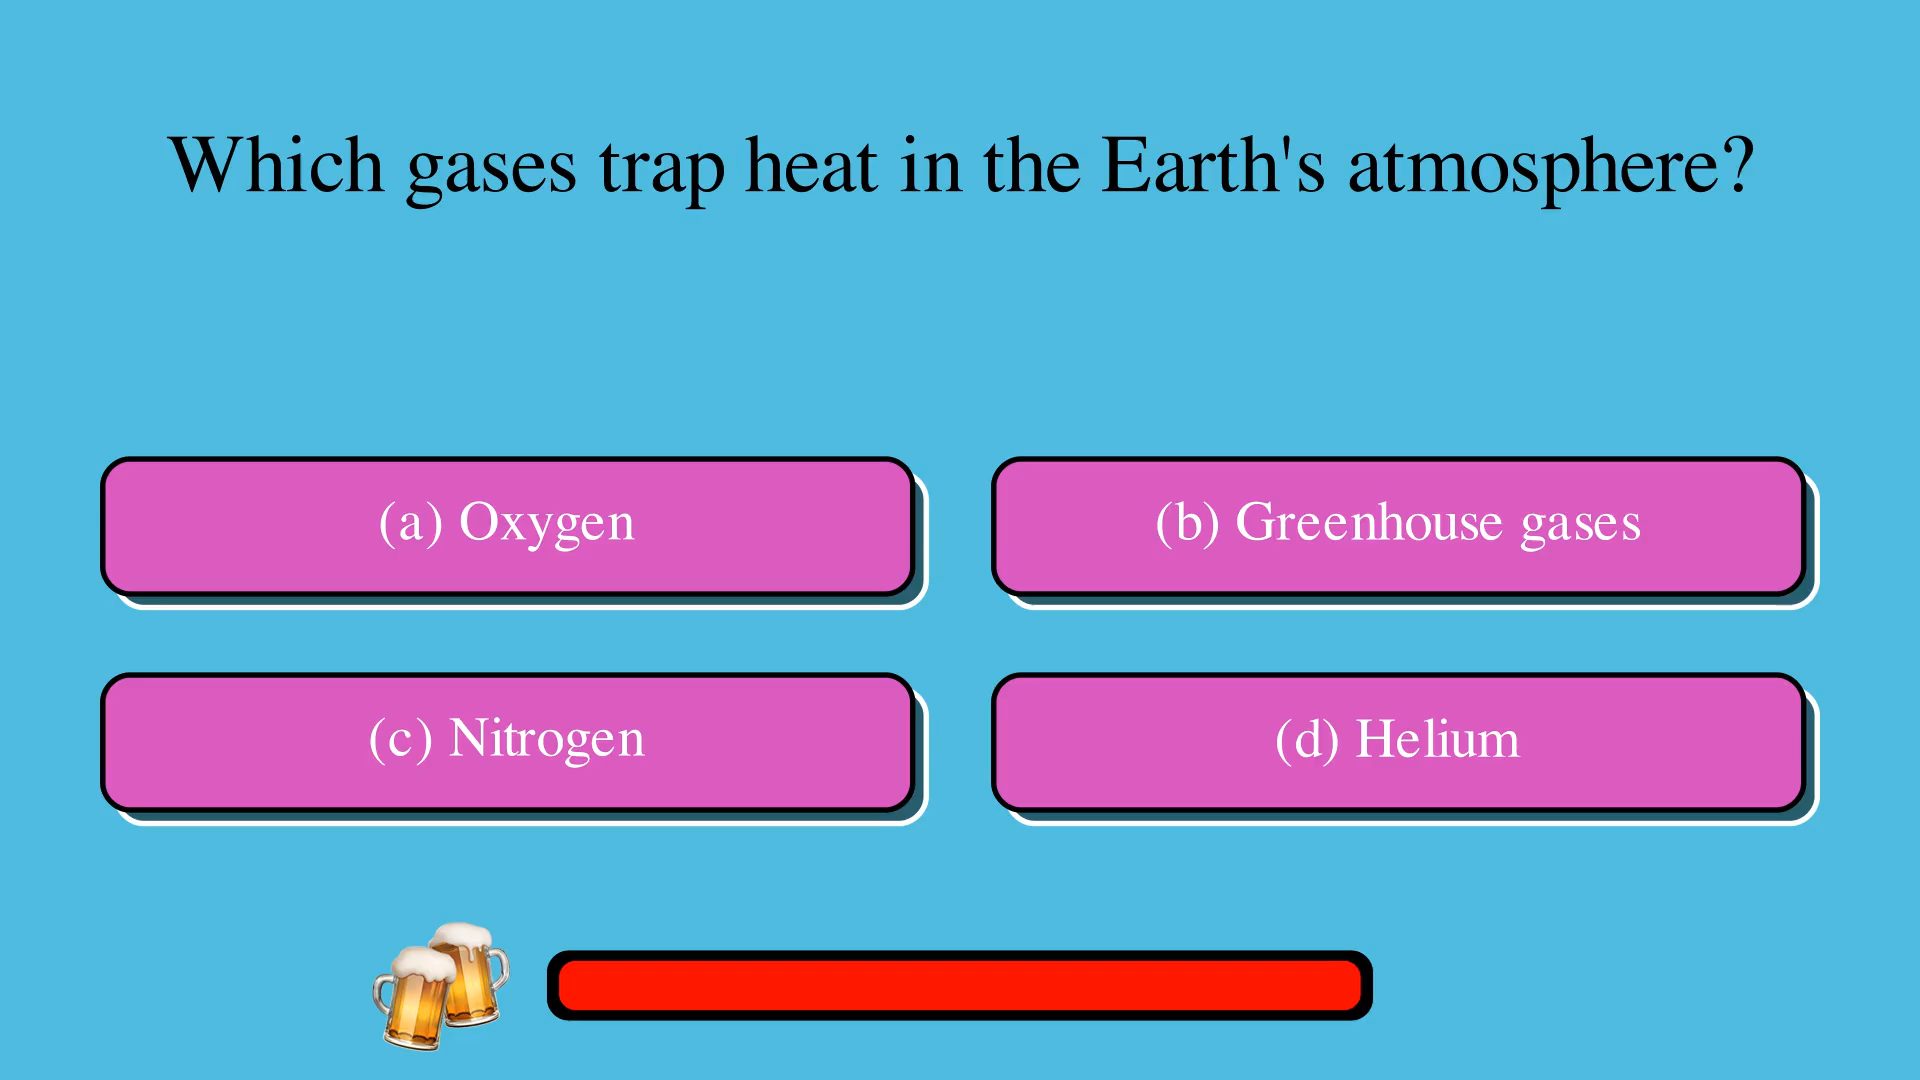 Which gases trap heat in the Earth's atmosphere?
(a) Oxygen
(b) Greenhouse gases
(c) Nitrogen
(d) Helium